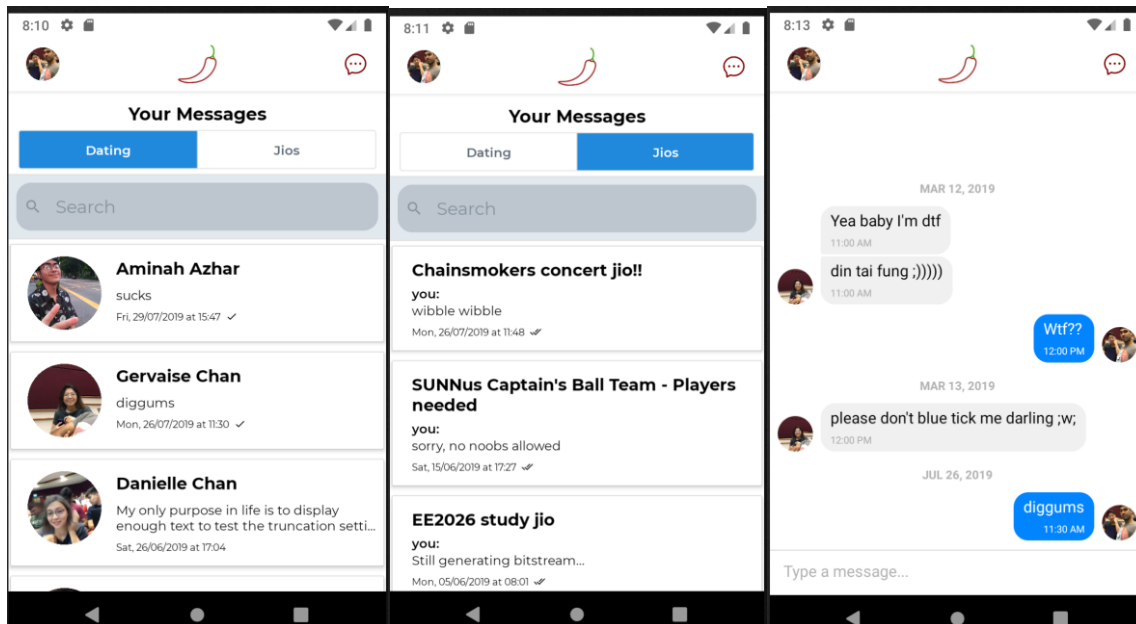 8:10
Your Messages
Dating
Jios
Search
Aminah Azhar
sucks
Fri, 29/07/2019 at 15:47
Gervaise Chan
diggums
Mon, 26/07/2019 at 11:30
Danielle Chan
My only purpose in life is to display
enough text to test the truncation setti...
Sat, 26/06/2019 at 17:04
8:11
Your Messages
Dating
Jios
Search
Chainsmokers concert jio!!
you:
wibble wibble
Mon, 26/07/2019 at 11:48
SUNNus Captain's Ball Team - Players
needed
you:
sorry, no noobs allowed
Sat, 15/06/2019 at 17:27
EE2026 study jio
you:
Still generating bitstream...
Mon, 05/06/2019 at 08:01
8:13
MAR 12, 2019
Yea baby I'm dtf
11:00 AM
din tai fung ;)))))
11:00 AM
Wtf??
12:00 PM
MAR 13, 2019
please don't blue tick me darling ;w;
12:00 PM
JUL 26, 2019
diggums
11:30 AM
Type a message...